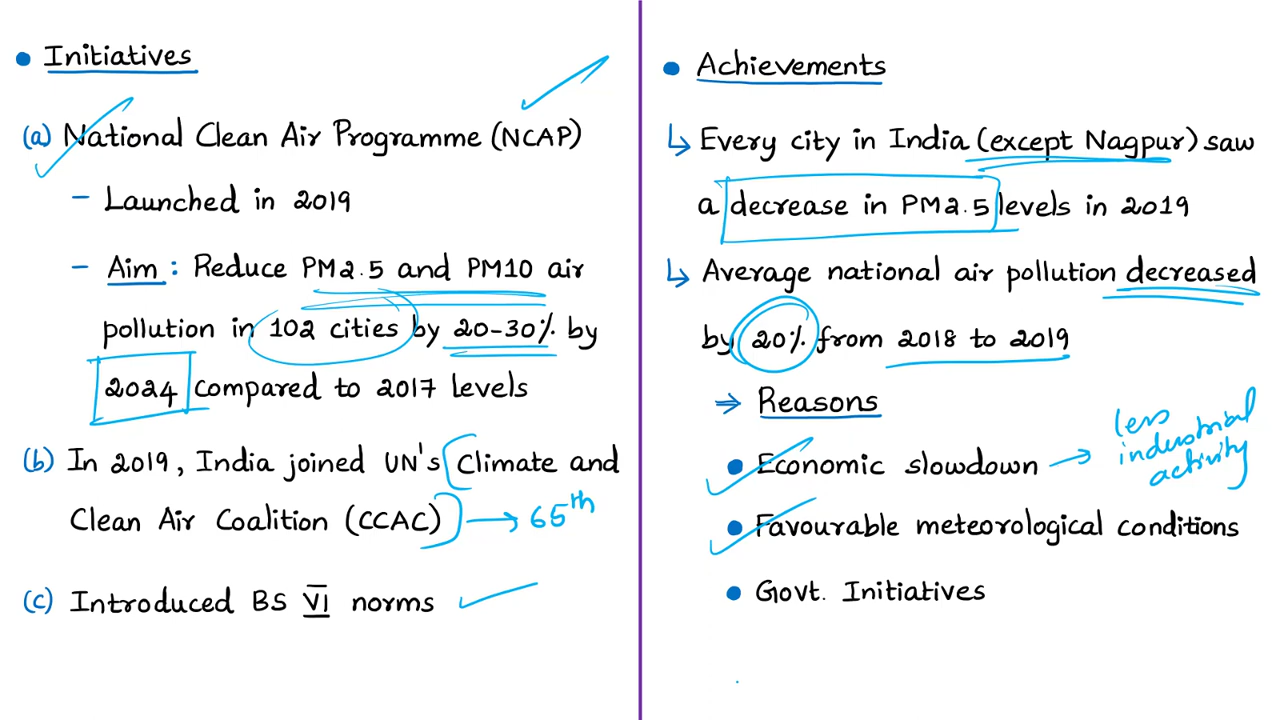 Initiatives
(a) National Clean Air Programme (NCAP)
– Launched in 2019
– Aim : Reduce PM2.5 and PM10 air
pollution in 102 cities by 20-30% by
2024 compared to 2017 levels
(b) In 2019, India joined UN's Climate and
Clean Air Coalition (CCAC) → 65th
(c) Introduced BS VI norms
Achievements
↳ Every city in India (except Nagpur) saw
a decrease in PM2.5 levels in 2019
↳ Average national air pollution decreased
by 20% from 2018 to 2019
⇒ Reasons
• Economic slowdown → less
industrial
activity
• Favourable meteorological conditions
• Govt. Initiatives